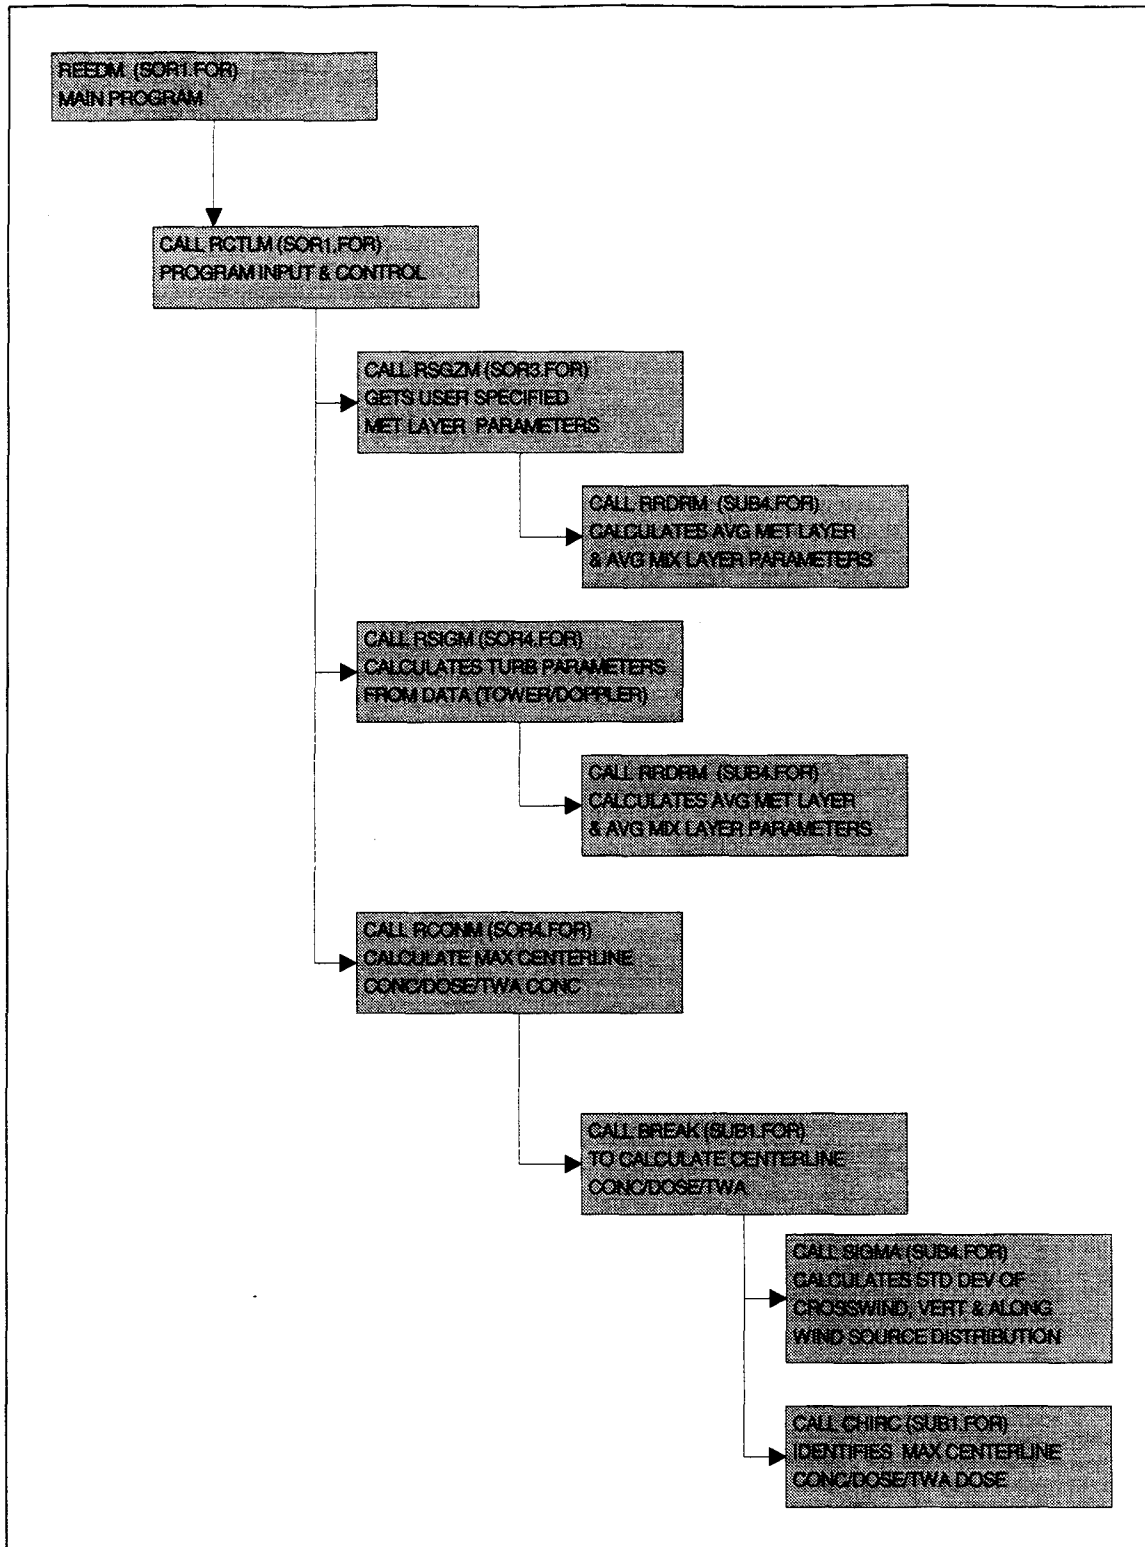 REEDM (SOR1.FOR)
MAIN PROGRAM
CALL RCTLM (SOR1.FOR)
PROGRAM INPUT & CONTROL
CALL RSGZM (SOR3.FOR)
GETS USER SPECIFIED
MET LAYER PARAMETERS
CALL RRDRM (SUB4.FOR)
CALCULATES AVG MET LAYER
& AVG MIX LAYER PARAMETERS
CALL RSIGM (SOR4.FOR)
CALCULATES TURB PARAMETERS
FROM DATA (TOWER/DOPPLER)
CALL RRDRM (SUB4.FOR)
CALCULATES AVG MET LAYER
& AVG MIX LAYER PARAMETERS
CALL RCONM (SOR4.FOR)
CALCULATE MAX CENTERLINE
CONC/DOSE/TWA CONC
CALL BREAK (SUB1.FOR)
TO CALCULATE CENTERLINE
CONC/DOSE/TWA
CALL SIGMA (SUB4.FOR)
CALCULATES STD DEV OF
CROSSWIND, VERT & ALONG
WIND SOURCE DISTRIBUTION
CALL CHIRC (SUB1.FOR)
IDENTIFIES MAX CENTERLINE
CONC/DOSE/TWA DOSE